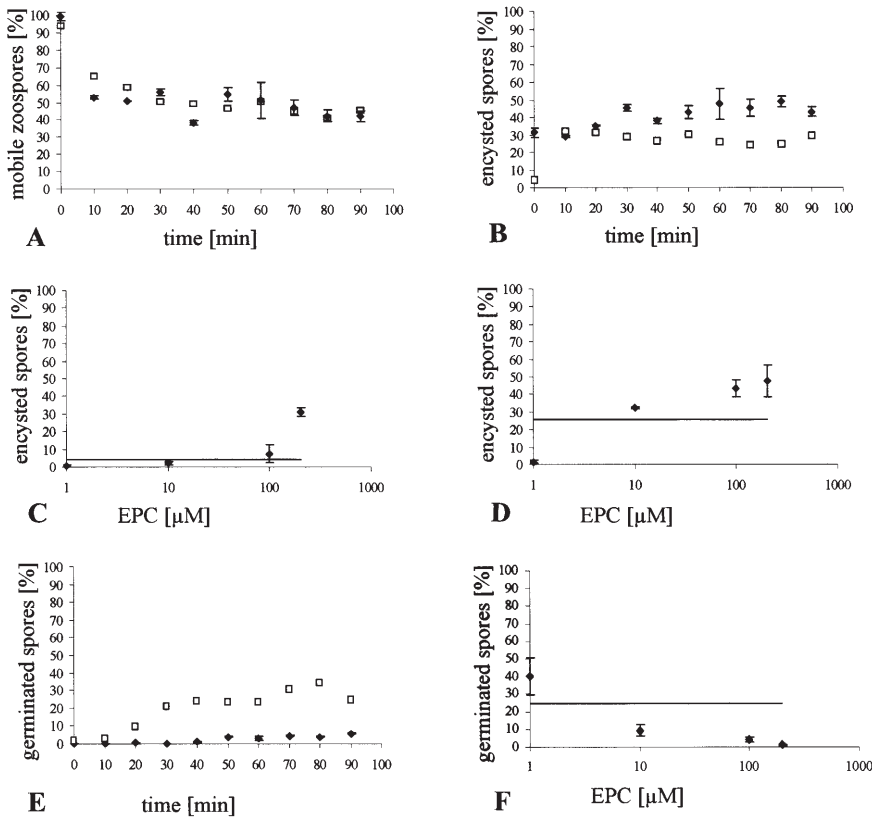 mobile zoospores [%]
100
90
80
70
60
50
40
30
20
10
0
0 10 20 30 40 50 60 70 80 90 100
A
time [min]
encysted spores [%]
100
90
80
70
60
50
40
30
20
10
0
0 10 20 30 40 50 60 70 80 90 100
B
time [min]
encysted spores [%]
100
90
80
70
60
50
40
30
20
10
0
1 10 100 1000
C
EPC [µM]
encysted spores [%]
100
90
80
70
60
50
40
30
20
10
0
1 10 100 1000
D
EPC [µM]
germinated spores [%]
100
90
80
70
60
50
40
30
20
10
0
0 10 20 30 40 50 60 70 80 90 100
E
time [min]
germinated spores [%]
100
90
80
70
60
50
40
30
20
10
0
1 10 100 1000
F
EPC [µM]